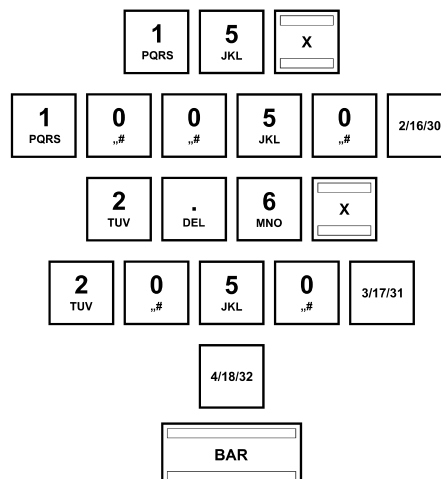 1 5 X
PQRS JKL
1 0 0 5 0 2/16/30
PQRS „# „# JKL „#
2 . 6 X
TUV DEL MNO
2 0 5 0 3/17/31
TUV „# JKL „#
4/18/32
BAR